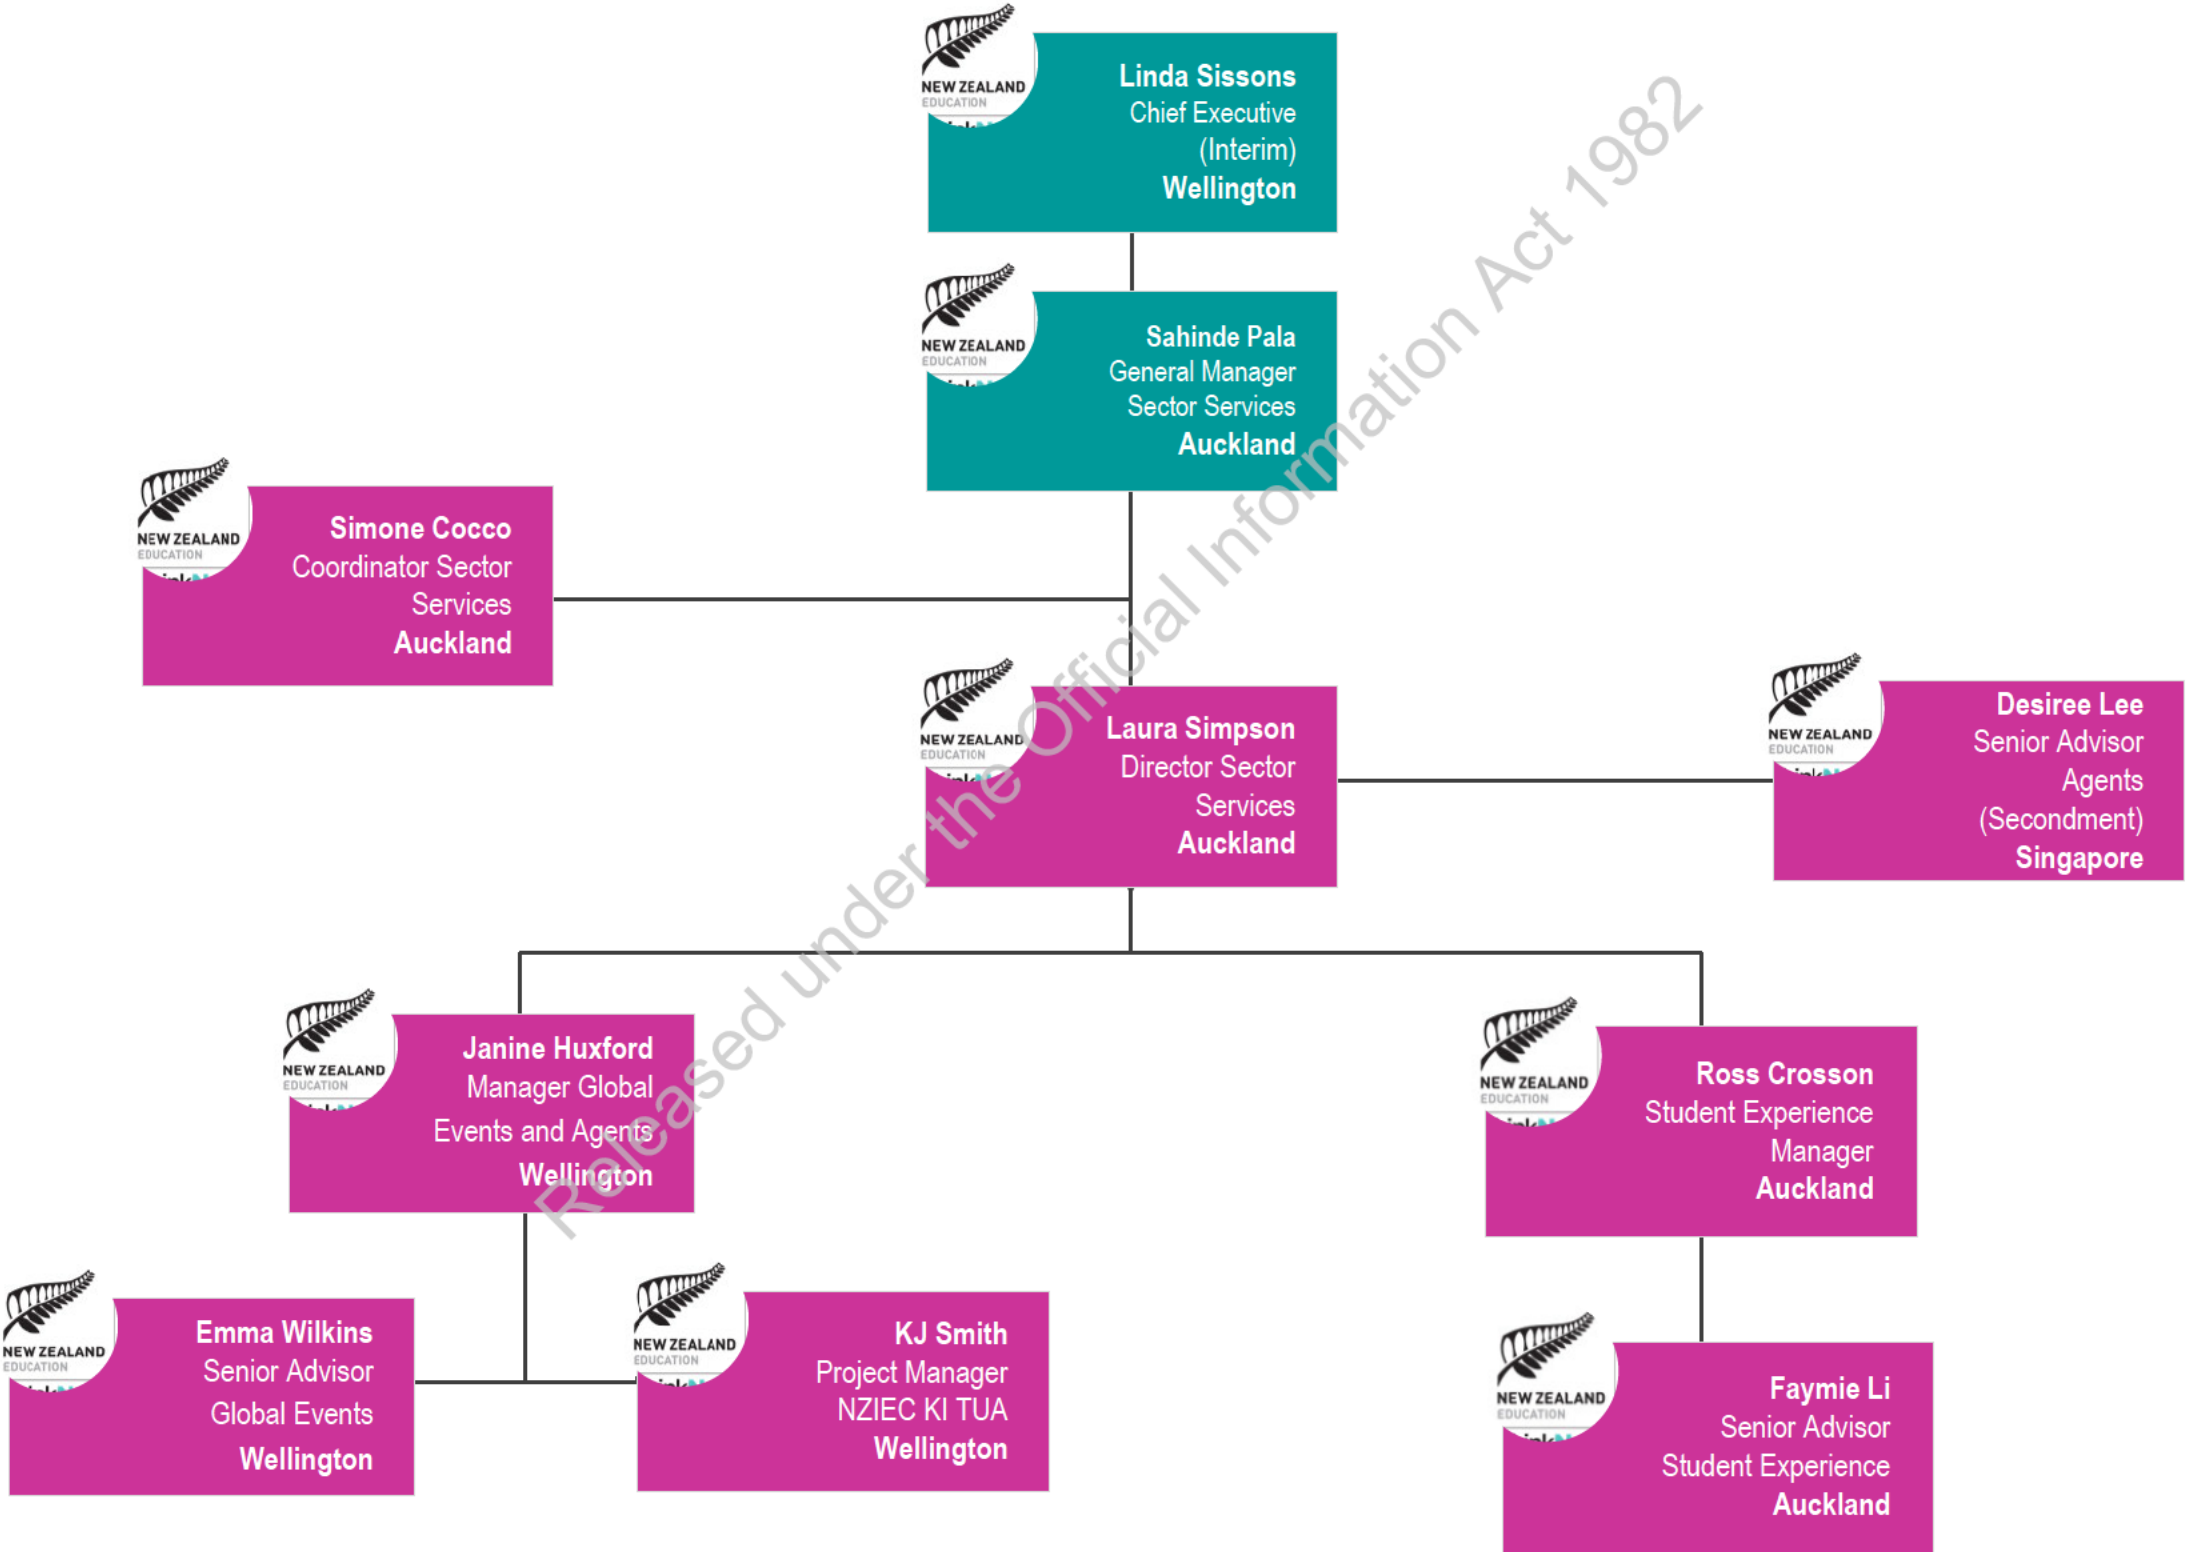 NEW ZEALAND
EDUCATION
Linda Sissons
Chief Executive
(Interim)
Wellington
NEW ZEALAND
EDUCATION
Sahinde Pala
General Manager
Sector Services
Auckland
NEW ZEALAND
EDUCATION
Simone Cocco
Coordinator Sector
Services
Auckland
NEW ZEALAND
EDUCATION
Laura Simpson
Director Sector
Services
Auckland
NEW ZEALAND
EDUCATION
Desiree Lee
Senior Advisor
Agents
(Secondment)
Singapore
NEW ZEALAND
EDUCATION
Janine Huxford
Manager Global
Events and Agents
Wellington
NEW ZEALAND
EDUCATION
Ross Crosson
Student Experience
Manager
Auckland
NEW ZEALAND
EDUCATION
Emma Wilkins
Senior Advisor
Global Events
Wellington
NEW ZEALAND
EDUCATION
KJ Smith
Project Manager
NZIEC KI TUA
Wellington
NEW ZEALAND
EDUCATION
Faymie Li
Senior Advisor
Student Experience
Auckland
Released under the Official Information Act 1982